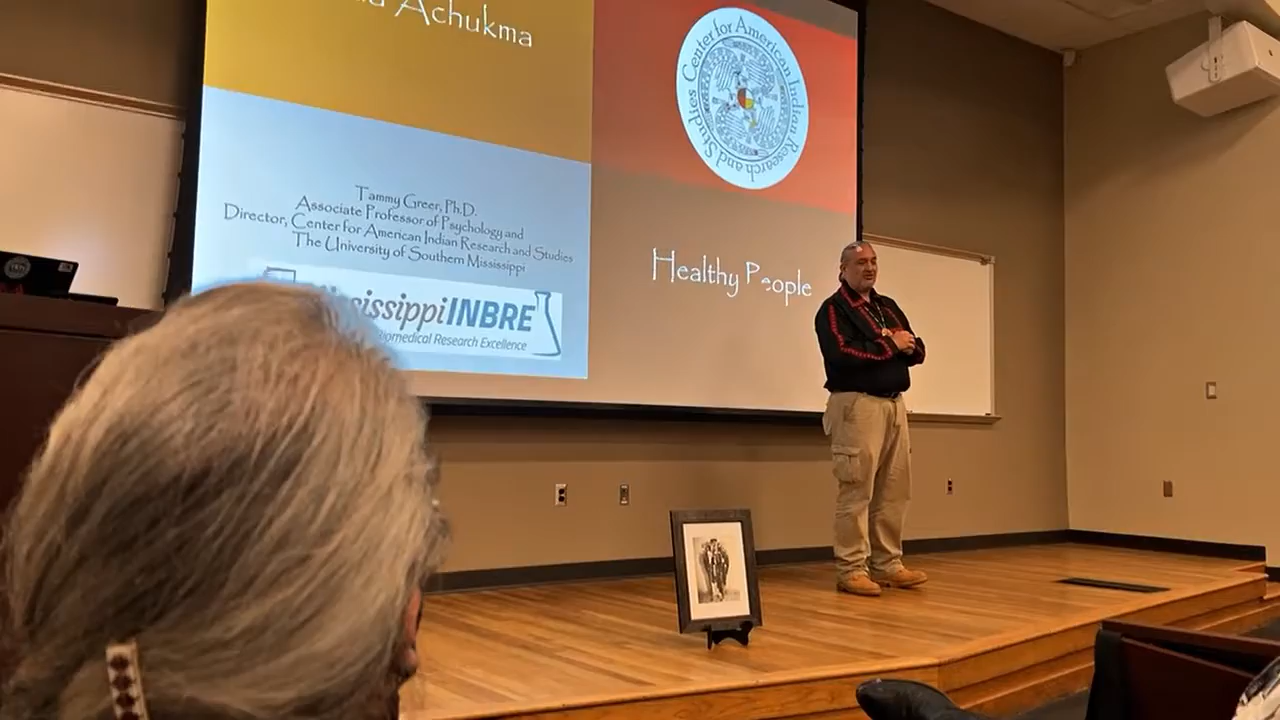 Achukma
Center for American Indian Research and Studies
Tammy Greer, Ph.D.
Associate Professor of Psychology and
Director, Center for American Indian Research and Studies
The University of Southern Mississippi
Healthy People
INBRE
Biomedical Research Excellence